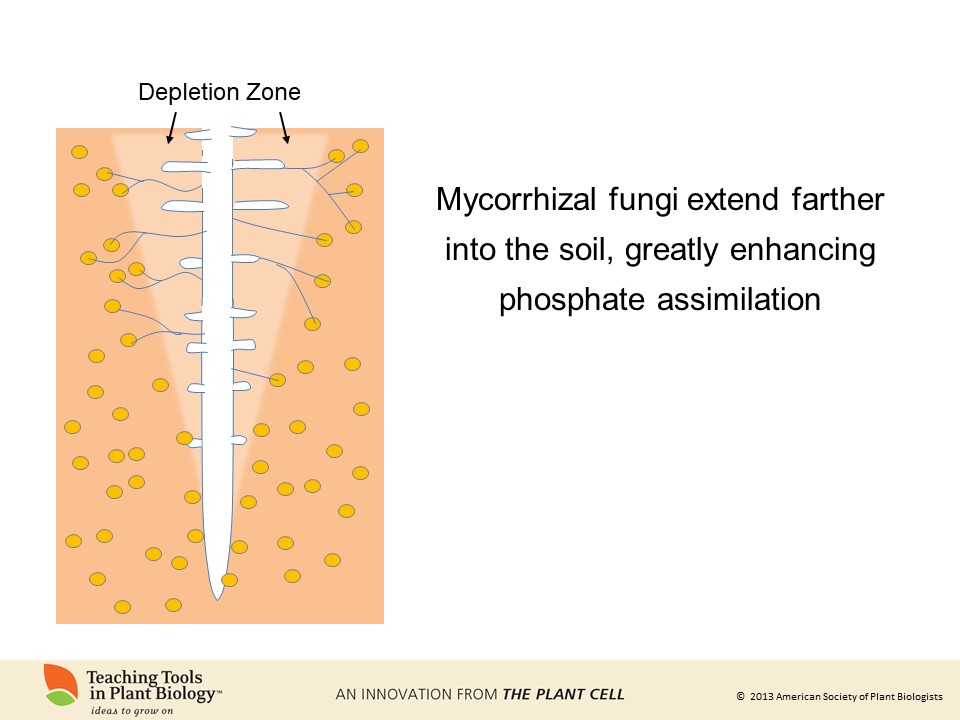 Depletion Zone
Mycorrhizal fungi extend farther
into the soil, greatly enhancing
phosphate assimilation
Teaching Tools
in Plant Biology™
ideas to grow on
AN INNOVATION FROM THE PLANT CELL
© 2013 American Society of Plant Biologists